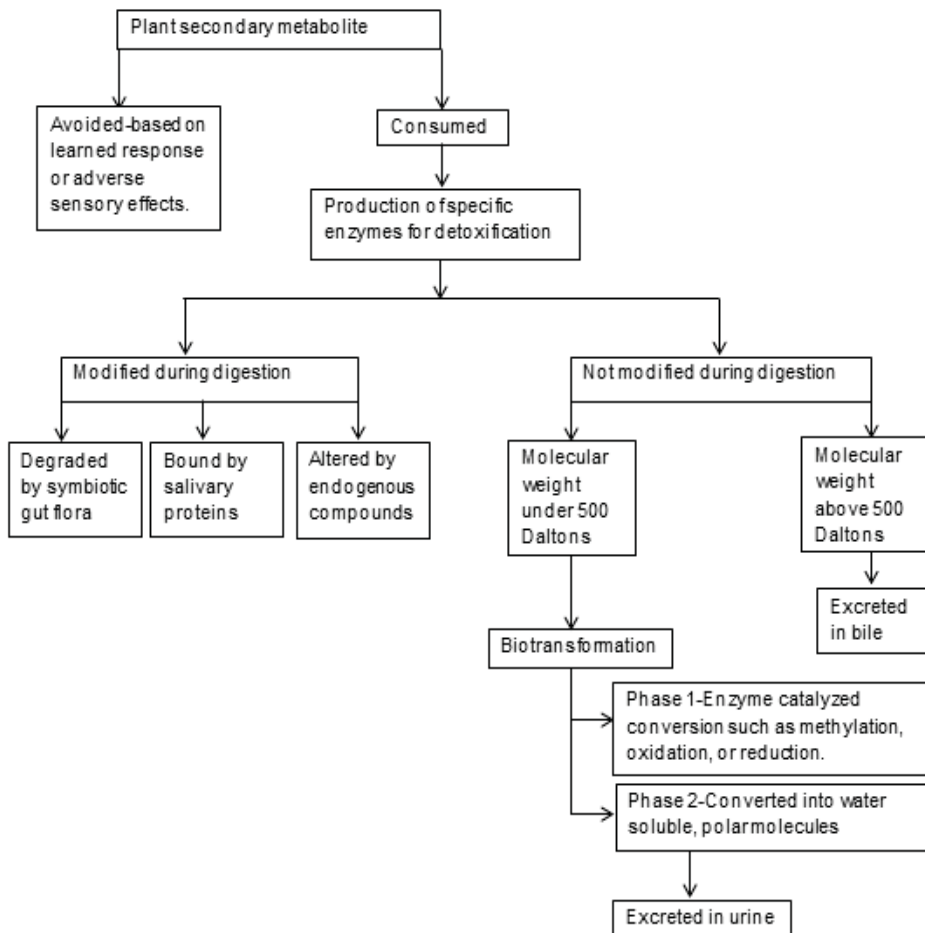 Plant secondary metabolite
Avoided-based on
learned response
or adverse
sensory effects.
Consumed
Production of specific
enzymes for detoxification
Modified during digestion
Not modified during digestion
Degraded
by symbiotic
gut flora
Bound by
salivary
proteins
Altered by
endogenous
compounds
Molecular
weight
under 500
Daltons
Molecular
weight
above 500
Daltons
Excreted
in bile
Biotransformation
Phase 1-Enzyme catalyzed
conversion such as methylation,
oxidation, or reduction.
Phase 2-Converted into water
soluble, polar molecules
Excreted in urine